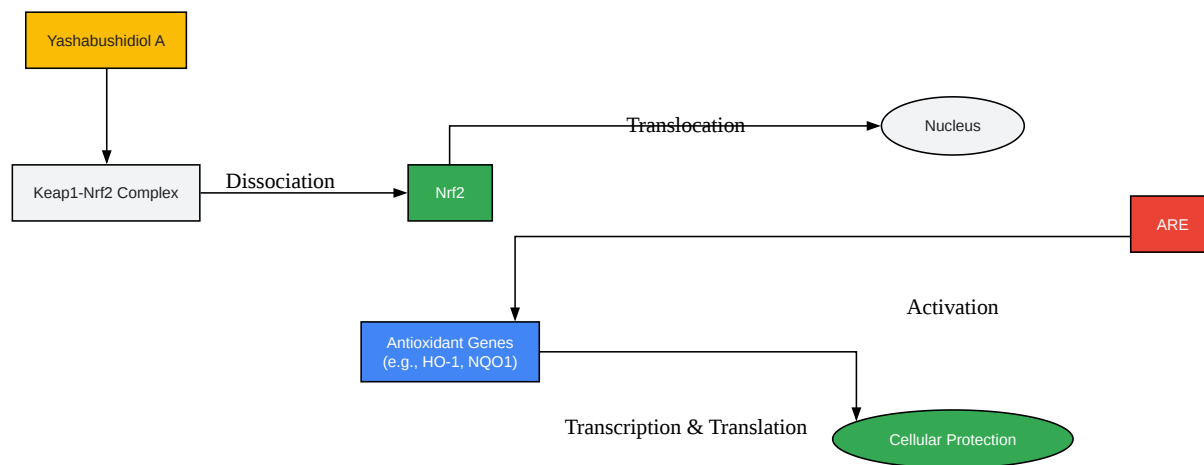 Yashabushidiol A
Translocation
Nucleus
Keap1-Nrf2 Complex
Dissociation
Nrf2
ARE
Activation
Antioxidant Genes
(e.g., HO-1, NQO1)
Transcription & Translation
Cellular Protection